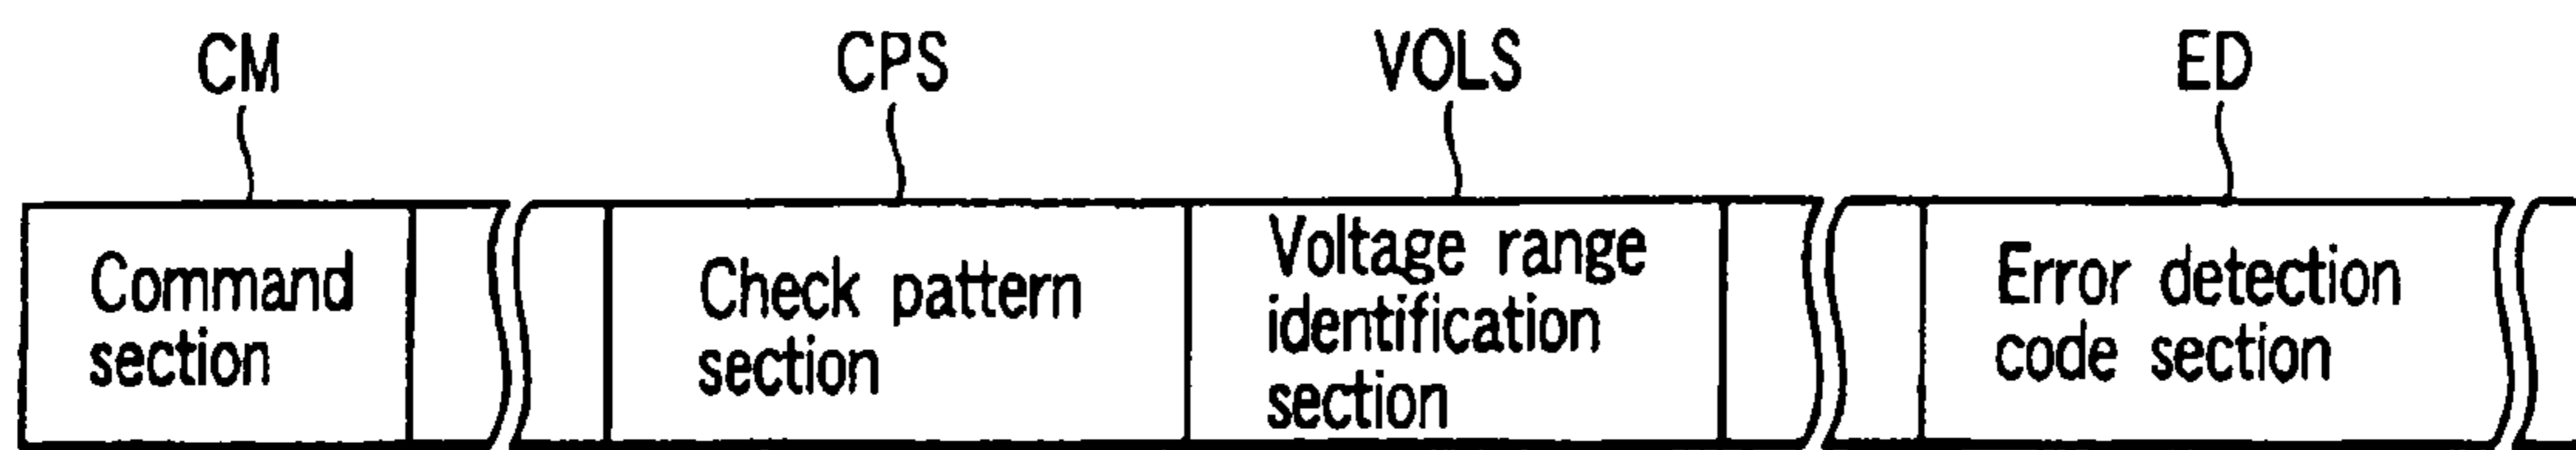 CM
CPS
VOLS
ED
Command
section
Check pattern
section
Voltage range
identification
section
Error detection
code section